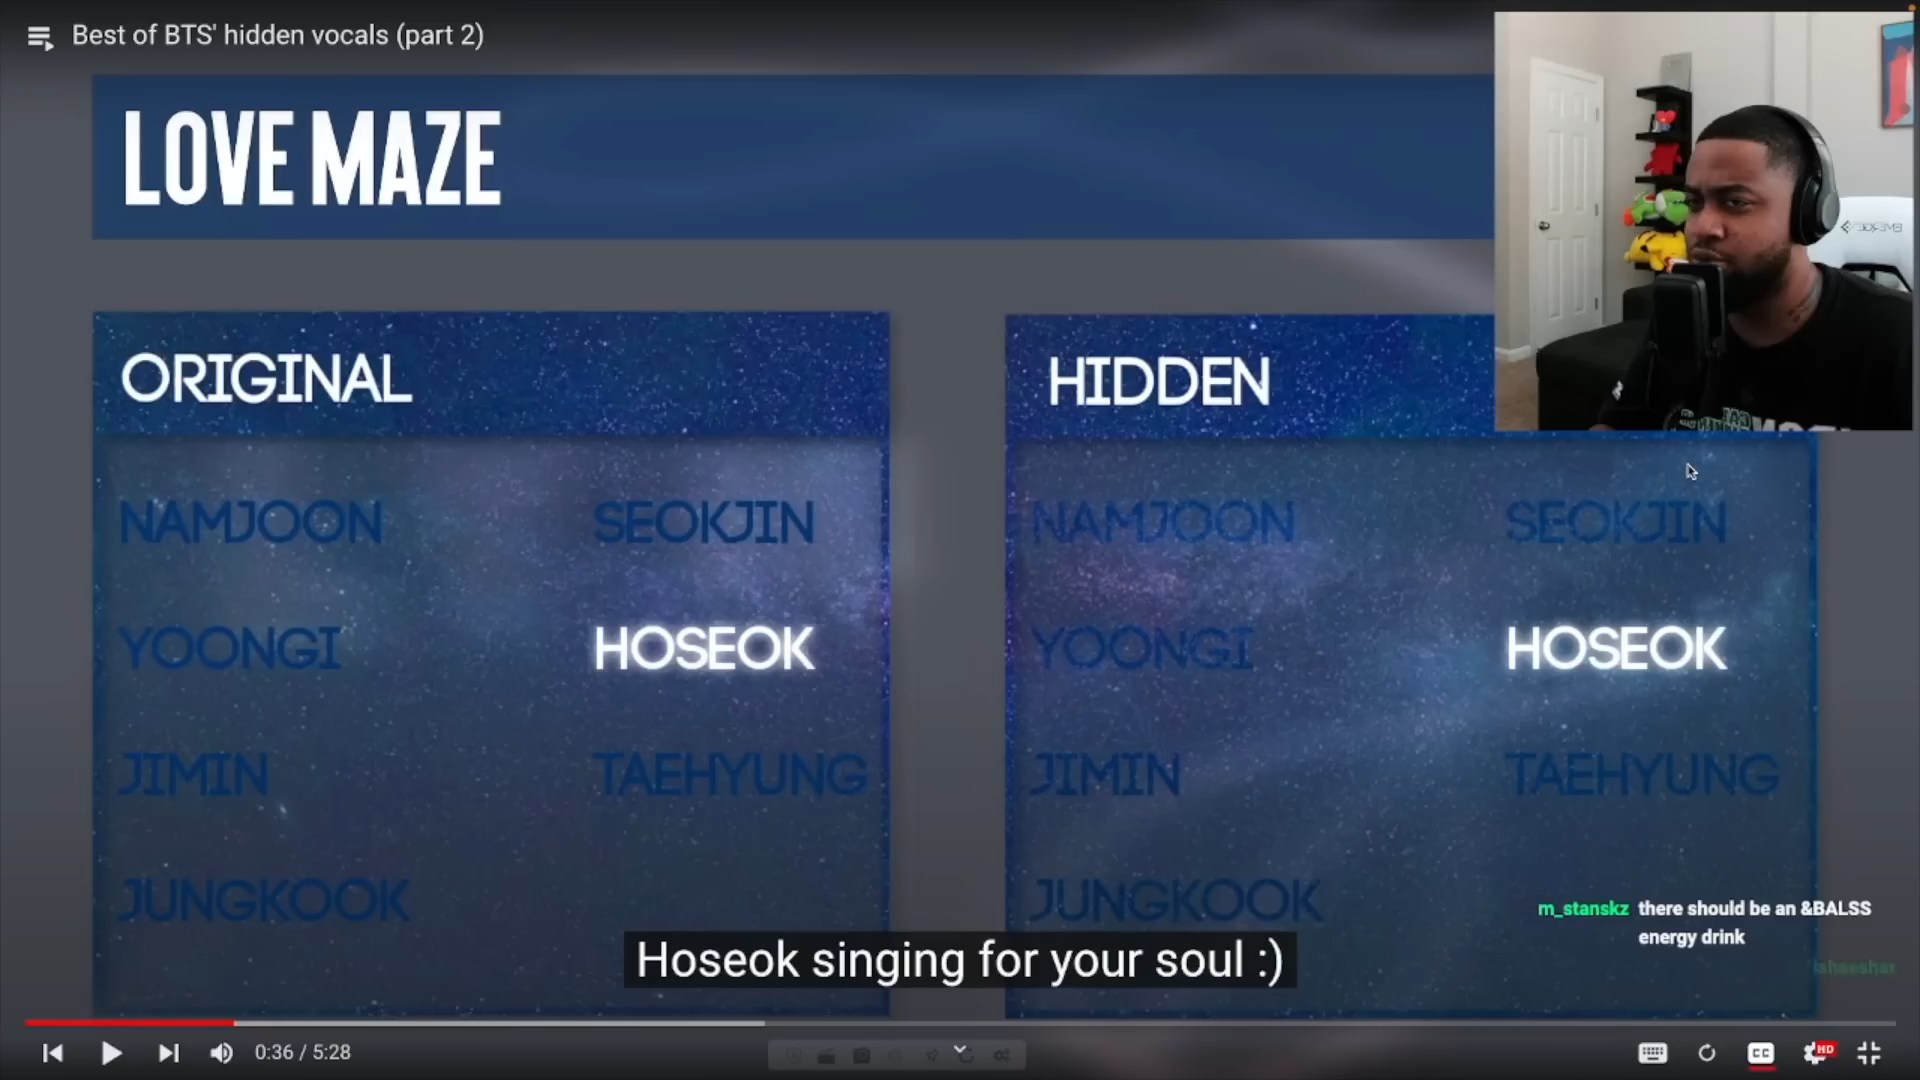 Best of BTS' hidden vocals (part 2)
LOVE MAZE
ORIGINAL
NAMJOON SEOKJIN
YOONGI HOSEOK
JIMIN TAEHYUNG
JUNGKOOK
HIDDEN
NAMJOON SEOKJIN
YOONGI HOSEOK
JIMIN TAEHYUNG
JUNGKOOK
m_stanskz there should be an &BALSS
energy drink
Hoseok singing for your soul :)
0:36 / 5:28
CC
HD